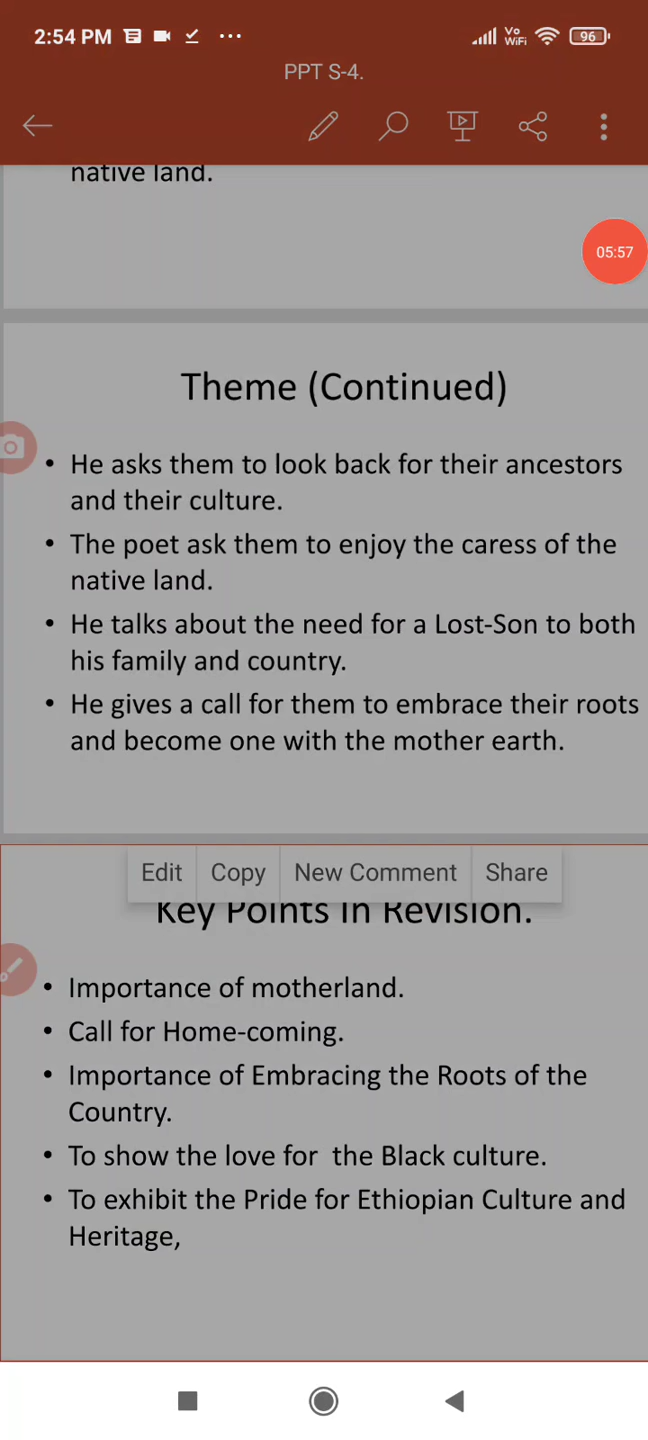 2:54 PM
Vo
WiFi
96
PPT S-4.
native land.
05:57
Theme (Continued)
• He asks them to look back for their ancestors
and their culture.
• The poet ask them to enjoy the caress of the
native land.
• He talks about the need for a Lost-Son to both
his family and country.
• He gives a call for them to embrace their roots
and become one with the mother earth.
Edit Copy New Comment Share
Key Points In Revision.
• Importance of motherland.
• Call for Home-coming.
• Importance of Embracing the Roots of the
Country.
• To show the love for  the Black culture.
• To exhibit the Pride for Ethiopian Culture and
Heritage,